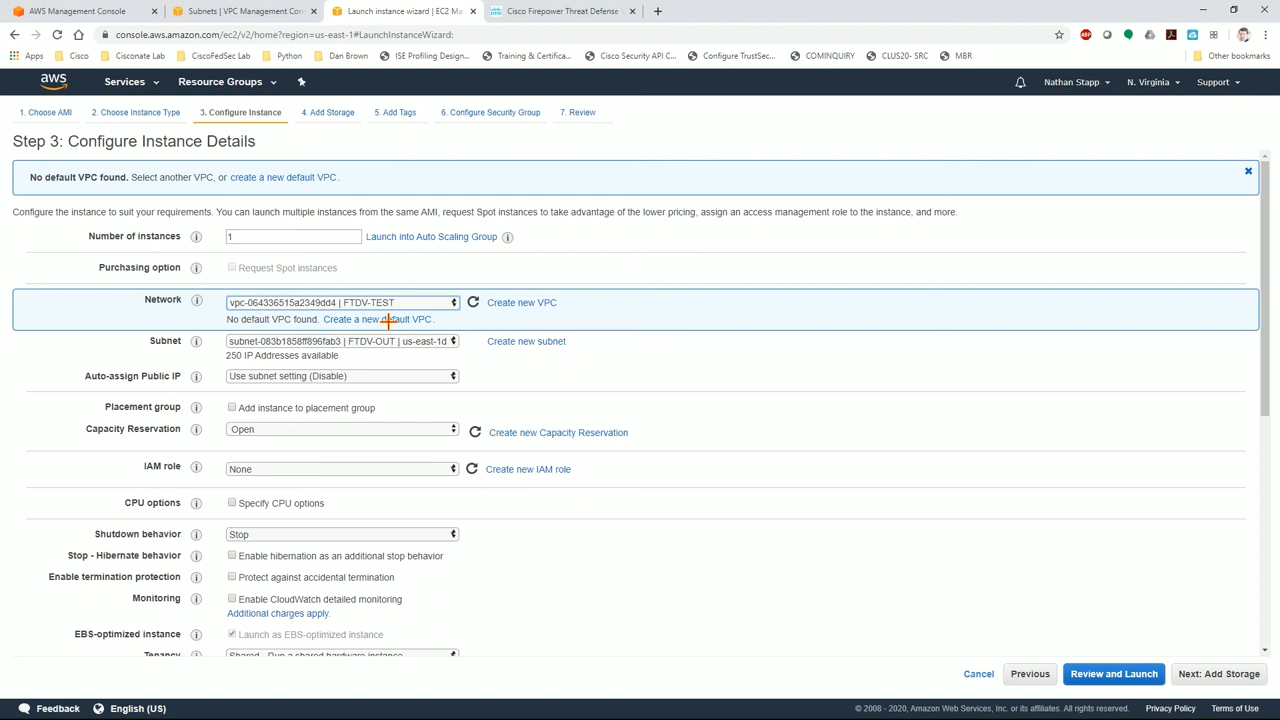 AWS Management Console
Subnets | VPC Management Con
Launch instance wizard | EC2 Ma
Cisco Firepower Threat Defense V
console.aws.amazon.com/ec2/v2/home?region=us-east-1#LaunchInstanceWizard:
Apps
Cisco
Cisconate Lab
CiscoFedSec Lab
Python
Dan Brown
ISE Profiling Design...
Training & Certifica...
Cisco Security API C...
Configure TrustSec...
COMINQUIRY
CLUS20- SRC
MBR
Other bookmarks
aws
Services
Resource Groups
Nathan Stapp
N. Virginia
Support
1. Choose AMI
2. Choose Instance Type
3. Configure Instance
4. Add Storage
5. Add Tags
6. Configure Security Group
7. Review
Step 3: Configure Instance Details
No default VPC found. Select another VPC, or create a new default VPC.
Configure the instance to suit your requirements. You can launch multiple instances from the same AMI, request Spot instances to take advantage of the lower pricing, assign an access management role to the instance, and more.
Number of instances
1
Launch into Auto Scaling Group
Purchasing option
Request Spot instances
Network
vpc-064336515a2349dd4 | FTDV-TEST
Create new VPC
No default VPC found. Create a new default VPC.
Subnet
subnet-083b1858ff896fab3 | FTDV-OUT | us-east-1d
Create new subnet
250 IP Addresses available
Auto-assign Public IP
Use subnet setting (Disable)
Placement group
Add instance to placement group
Capacity Reservation
Open
Create new Capacity Reservation
IAM role
None
Create new IAM role
CPU options
Specify CPU options
Shutdown behavior
Stop
Stop - Hibernate behavior
Enable hibernation as an additional stop behavior
Enable termination protection
Protect against accidental termination
Monitoring
Enable CloudWatch detailed monitoring
Additional charges apply.
EBS-optimized instance
Launch as EBS-optimized instance
Tenancy
Shared - Run a shared hardware instance
Cancel
Previous
Review and Launch
Next: Add Storage
Feedback
English (US)
© 2008 - 2020, Amazon Web Services, Inc. or its affiliates. All rights reserved.
Privacy Policy
Terms of Use